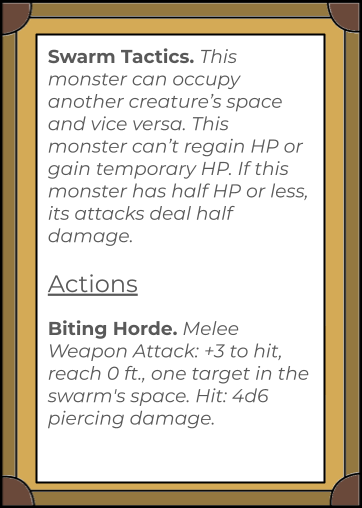 Swarm Tactics. This
monster can occupy
another creature’s space
and vice versa. This
monster can’t regain HP or
gain temporary HP. If this
monster has half HP or less,
its attacks deal half
damage.
Actions
Biting Horde. Melee
Weapon Attack: +3 to hit,
reach 0 ft., one target in the
swarm's space. Hit: 4d6
piercing damage.